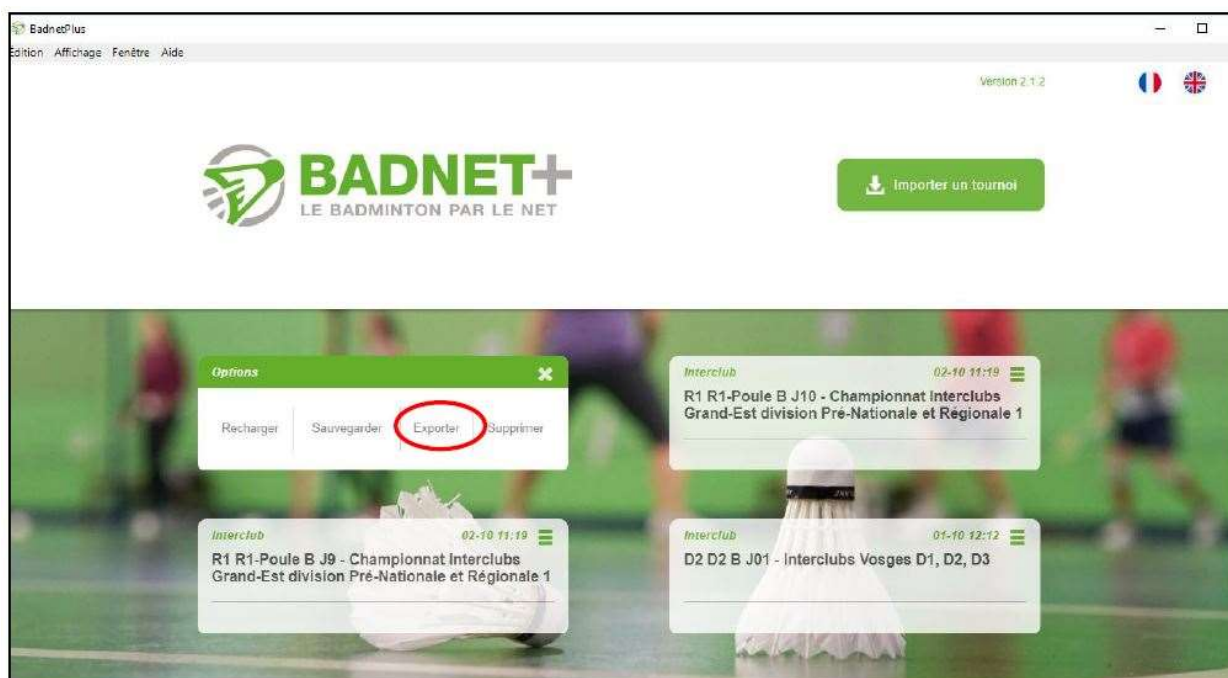 BadnetPlus
Édition Affichage Fenêtre Aide
Version 2.1.2
BADNET+
LE BADMINTON PAR LE NET
Importer un tournoi
Options
Recharger Sauvegarder Exporter Supprimer
Interclub 02-10 11:19
R1 R1-Poule B J10 - Championnat Interclubs
Grand-Est division Pré-Nationale et Régionale 1
Interclub 02-10 11:19
R1 R1-Poule B J9 - Championnat Interclubs
Grand-Est division Pré-Nationale et Régionale 1
Interclub 01-10 12:12
D2 D2 B J01 - Interclubs Vosges D1, D2, D3